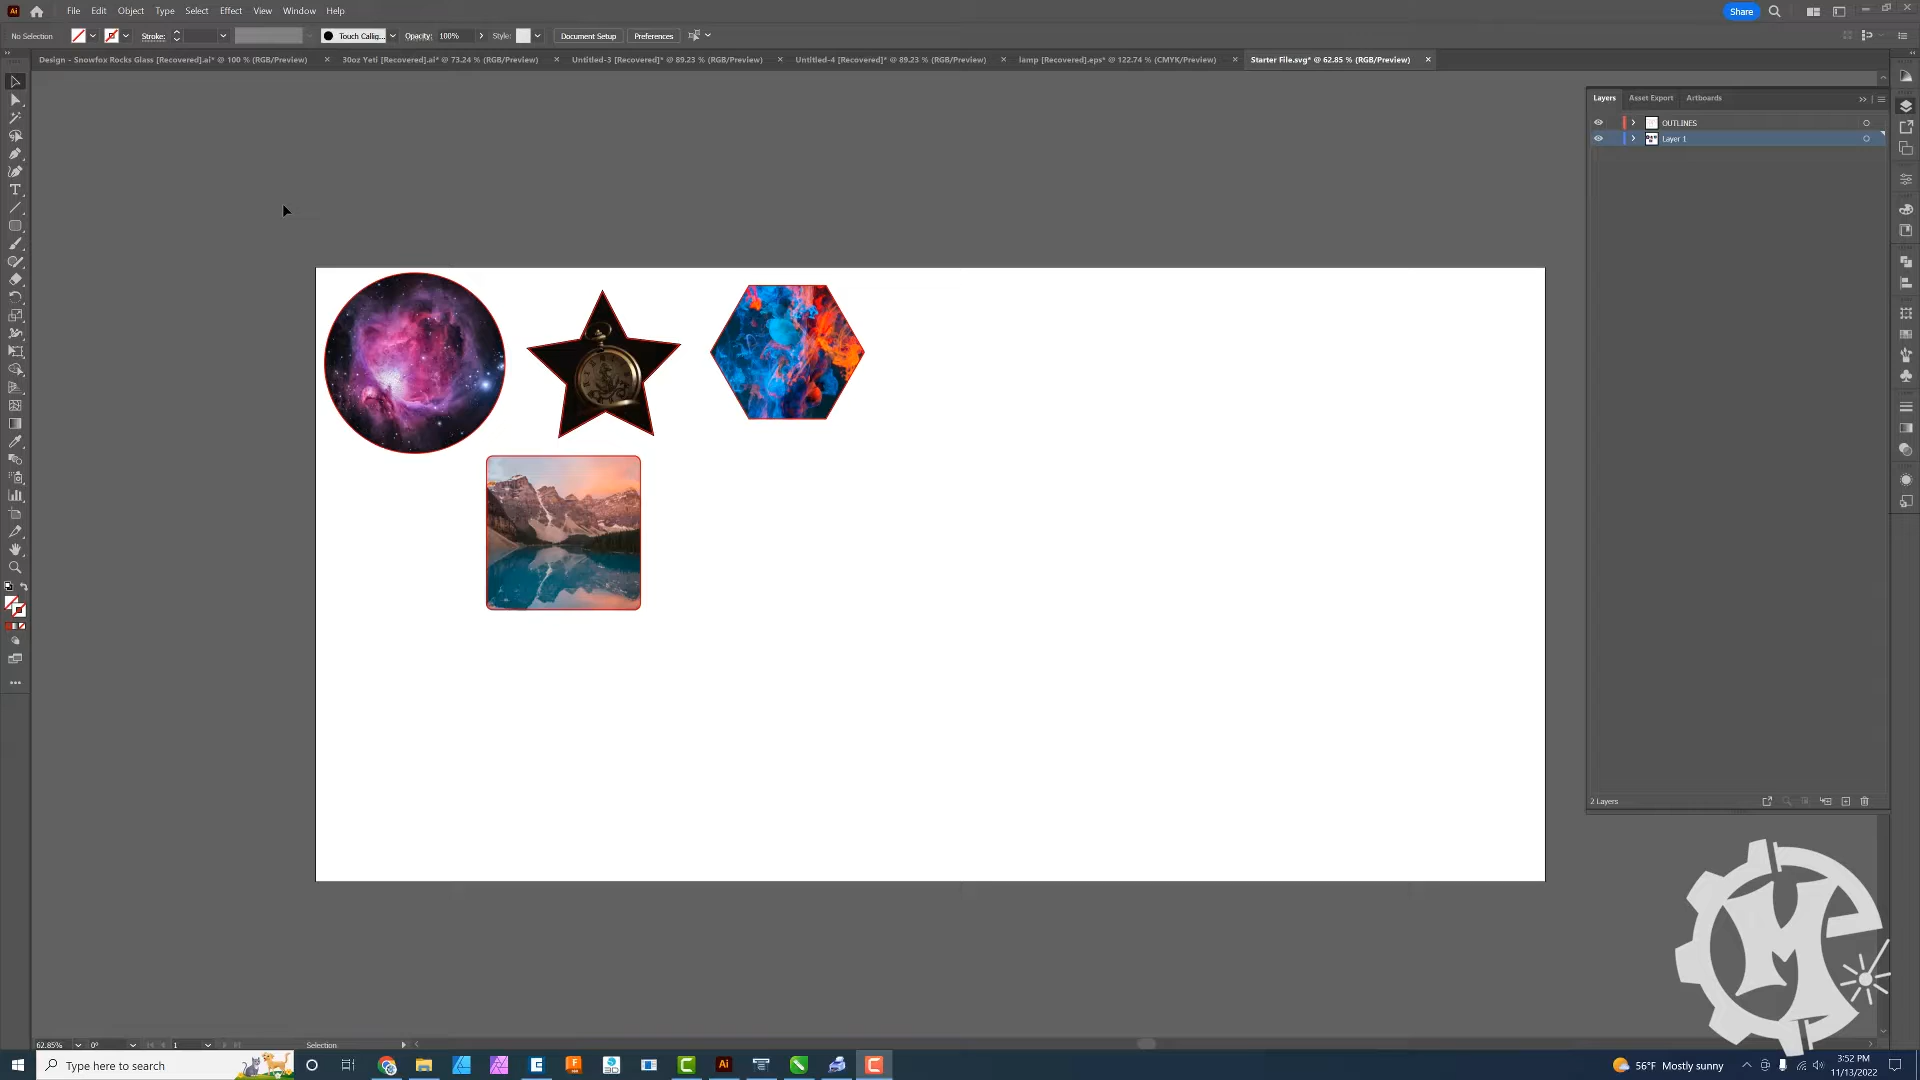 File Edit Object Type Select Effect View Window Help
Share
No Selection Stroke: Touch Callig... Opacity: 100% Style: Document Setup Preferences
Design - Snowfox Rocks Glass [Recovered].ai* @ 100 % (RGB/Preview) × 30oz Yeti [Recovered].ai* @ 73.24 % (RGB/Preview) × Untitled-3 [Recovered]* @ 89.23 % (RGB/Preview) × Untitled-4 [Recovered]* @ 89.23 % (RGB/Preview) × lamp [Recovered].eps* @ 122.74 % (CMYK/Preview) × Starter File.svg* @ 62.85 % (RGB/Preview) ×
Layers Asset Export Artboards
OUTLINES
Layer 1
2 Layers
62.85% 0° 1 Selection
Type here to search
56°F Mostly sunny
3:52 PM
11/13/2022